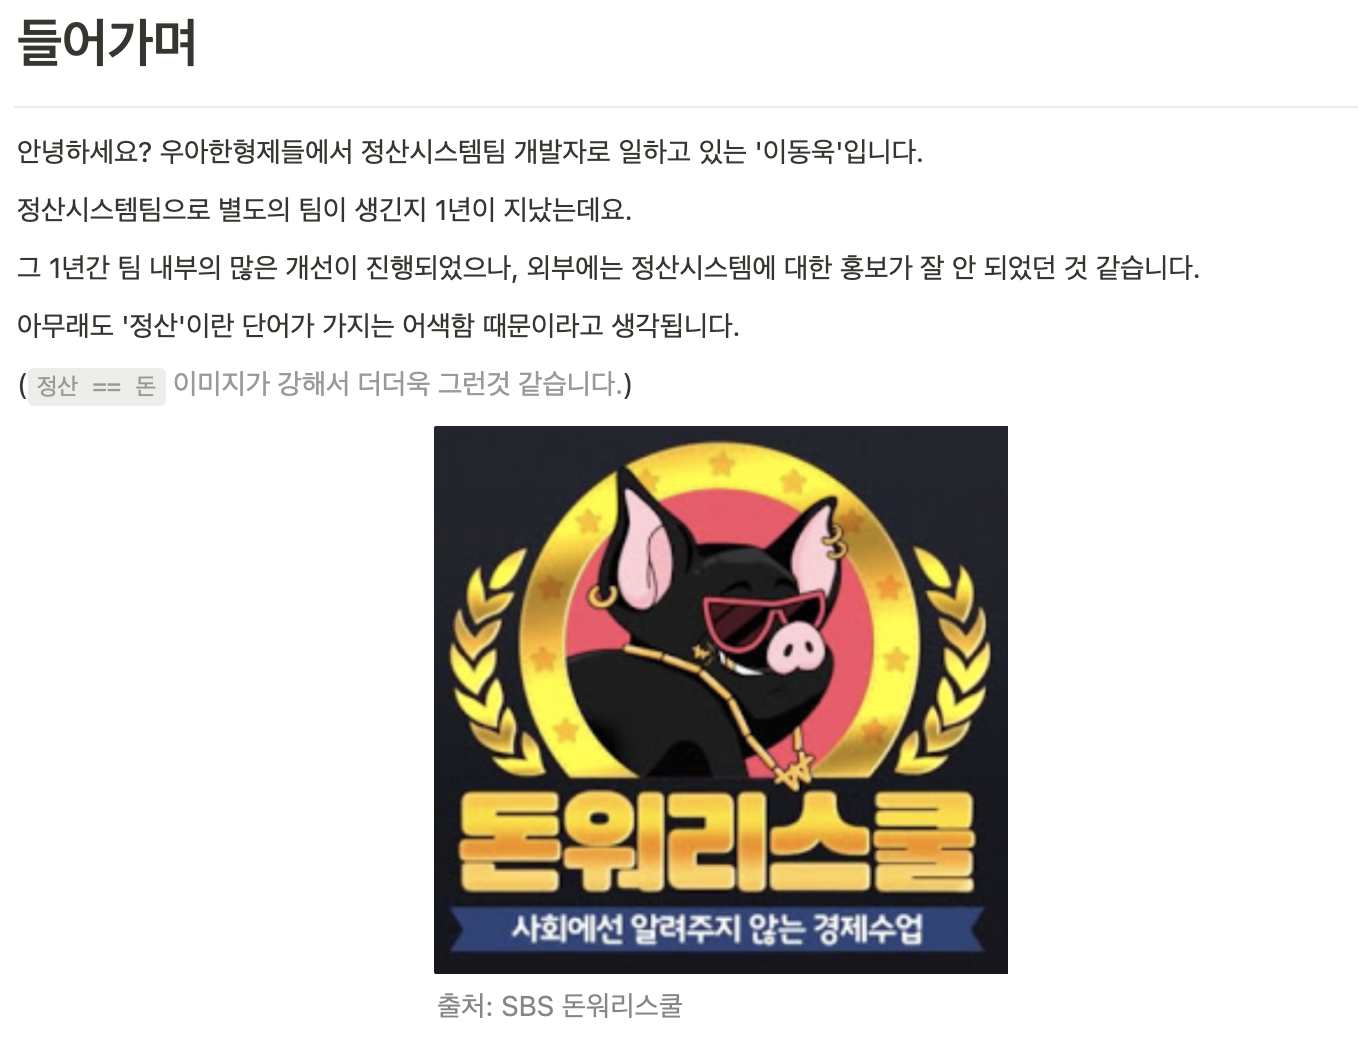 들어가며
안녕하세요? 우아한형제들에서 정산시스템팀 개발자로 일하고 있는 '이동욱'입니다.
정산시스템팀으로 별도의 팀이 생긴지 1년이 지났는데요.
그 1년간 팀 내부의 많은 개선이 진행되었으나, 외부에는 정산시스템에 대한 홍보가 잘 안 되었던 것 같습니다.
아무래도 '정산'이란 단어가 가지는 어색함 때문이라고 생각됩니다.
(정산 == 돈 이미지가 강해서 더더욱 그런것 같습니다.)
돈워리스쿨
사회에선 알려주지 않는 경제수업
출처: SBS 돈워리스쿨